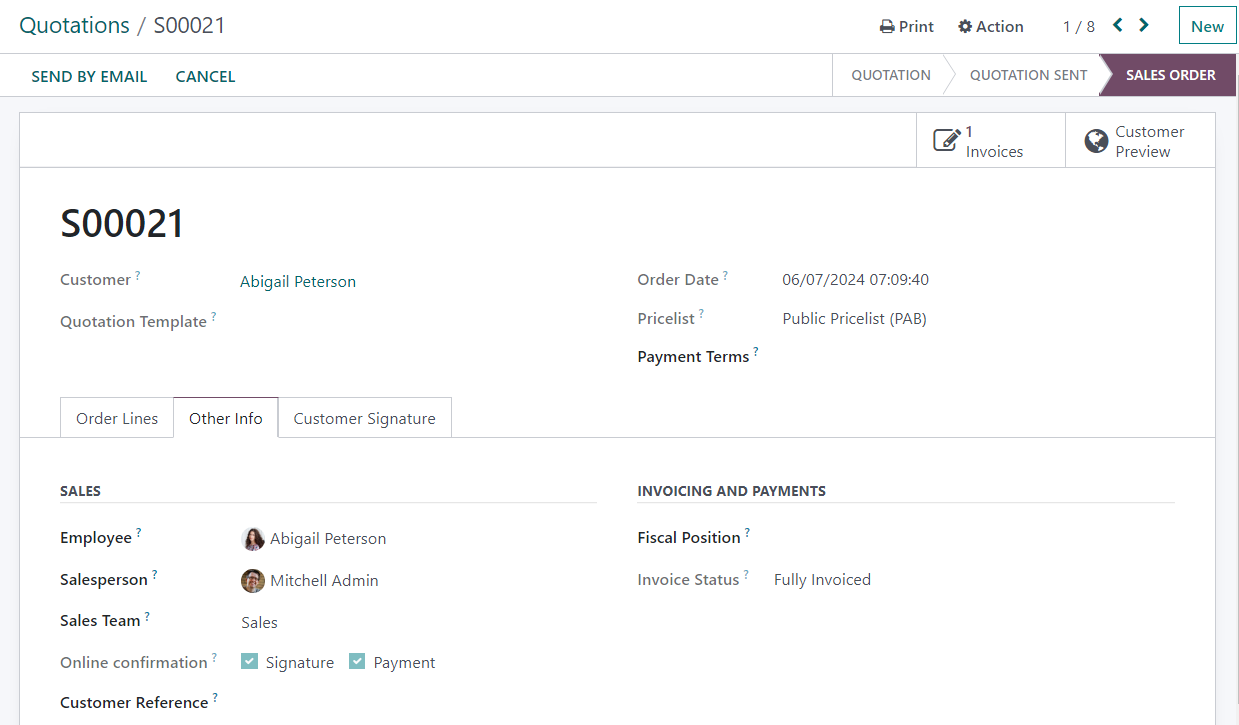 Quotations / S00021
Print Action 1 / 8 New
SEND BY EMAIL CANCEL
QUOTATION QUOTATION SENT SALES ORDER
1
Invoices
Customer
Preview
S00021
Customer ? Abigail Peterson
Quotation Template ?
Order Date ? 06/07/2024 07:09:40
Pricelist ? Public Pricelist (PAB)
Payment Terms ?
Order Lines Other Info Customer Signature
SALES
Employee ? Abigail Peterson
Salesperson ? Mitchell Admin
Sales Team ? Sales
Online confirmation ? Signature Payment
Customer Reference ?
INVOICING AND PAYMENTS
Fiscal Position ?
Invoice Status ? Fully Invoiced